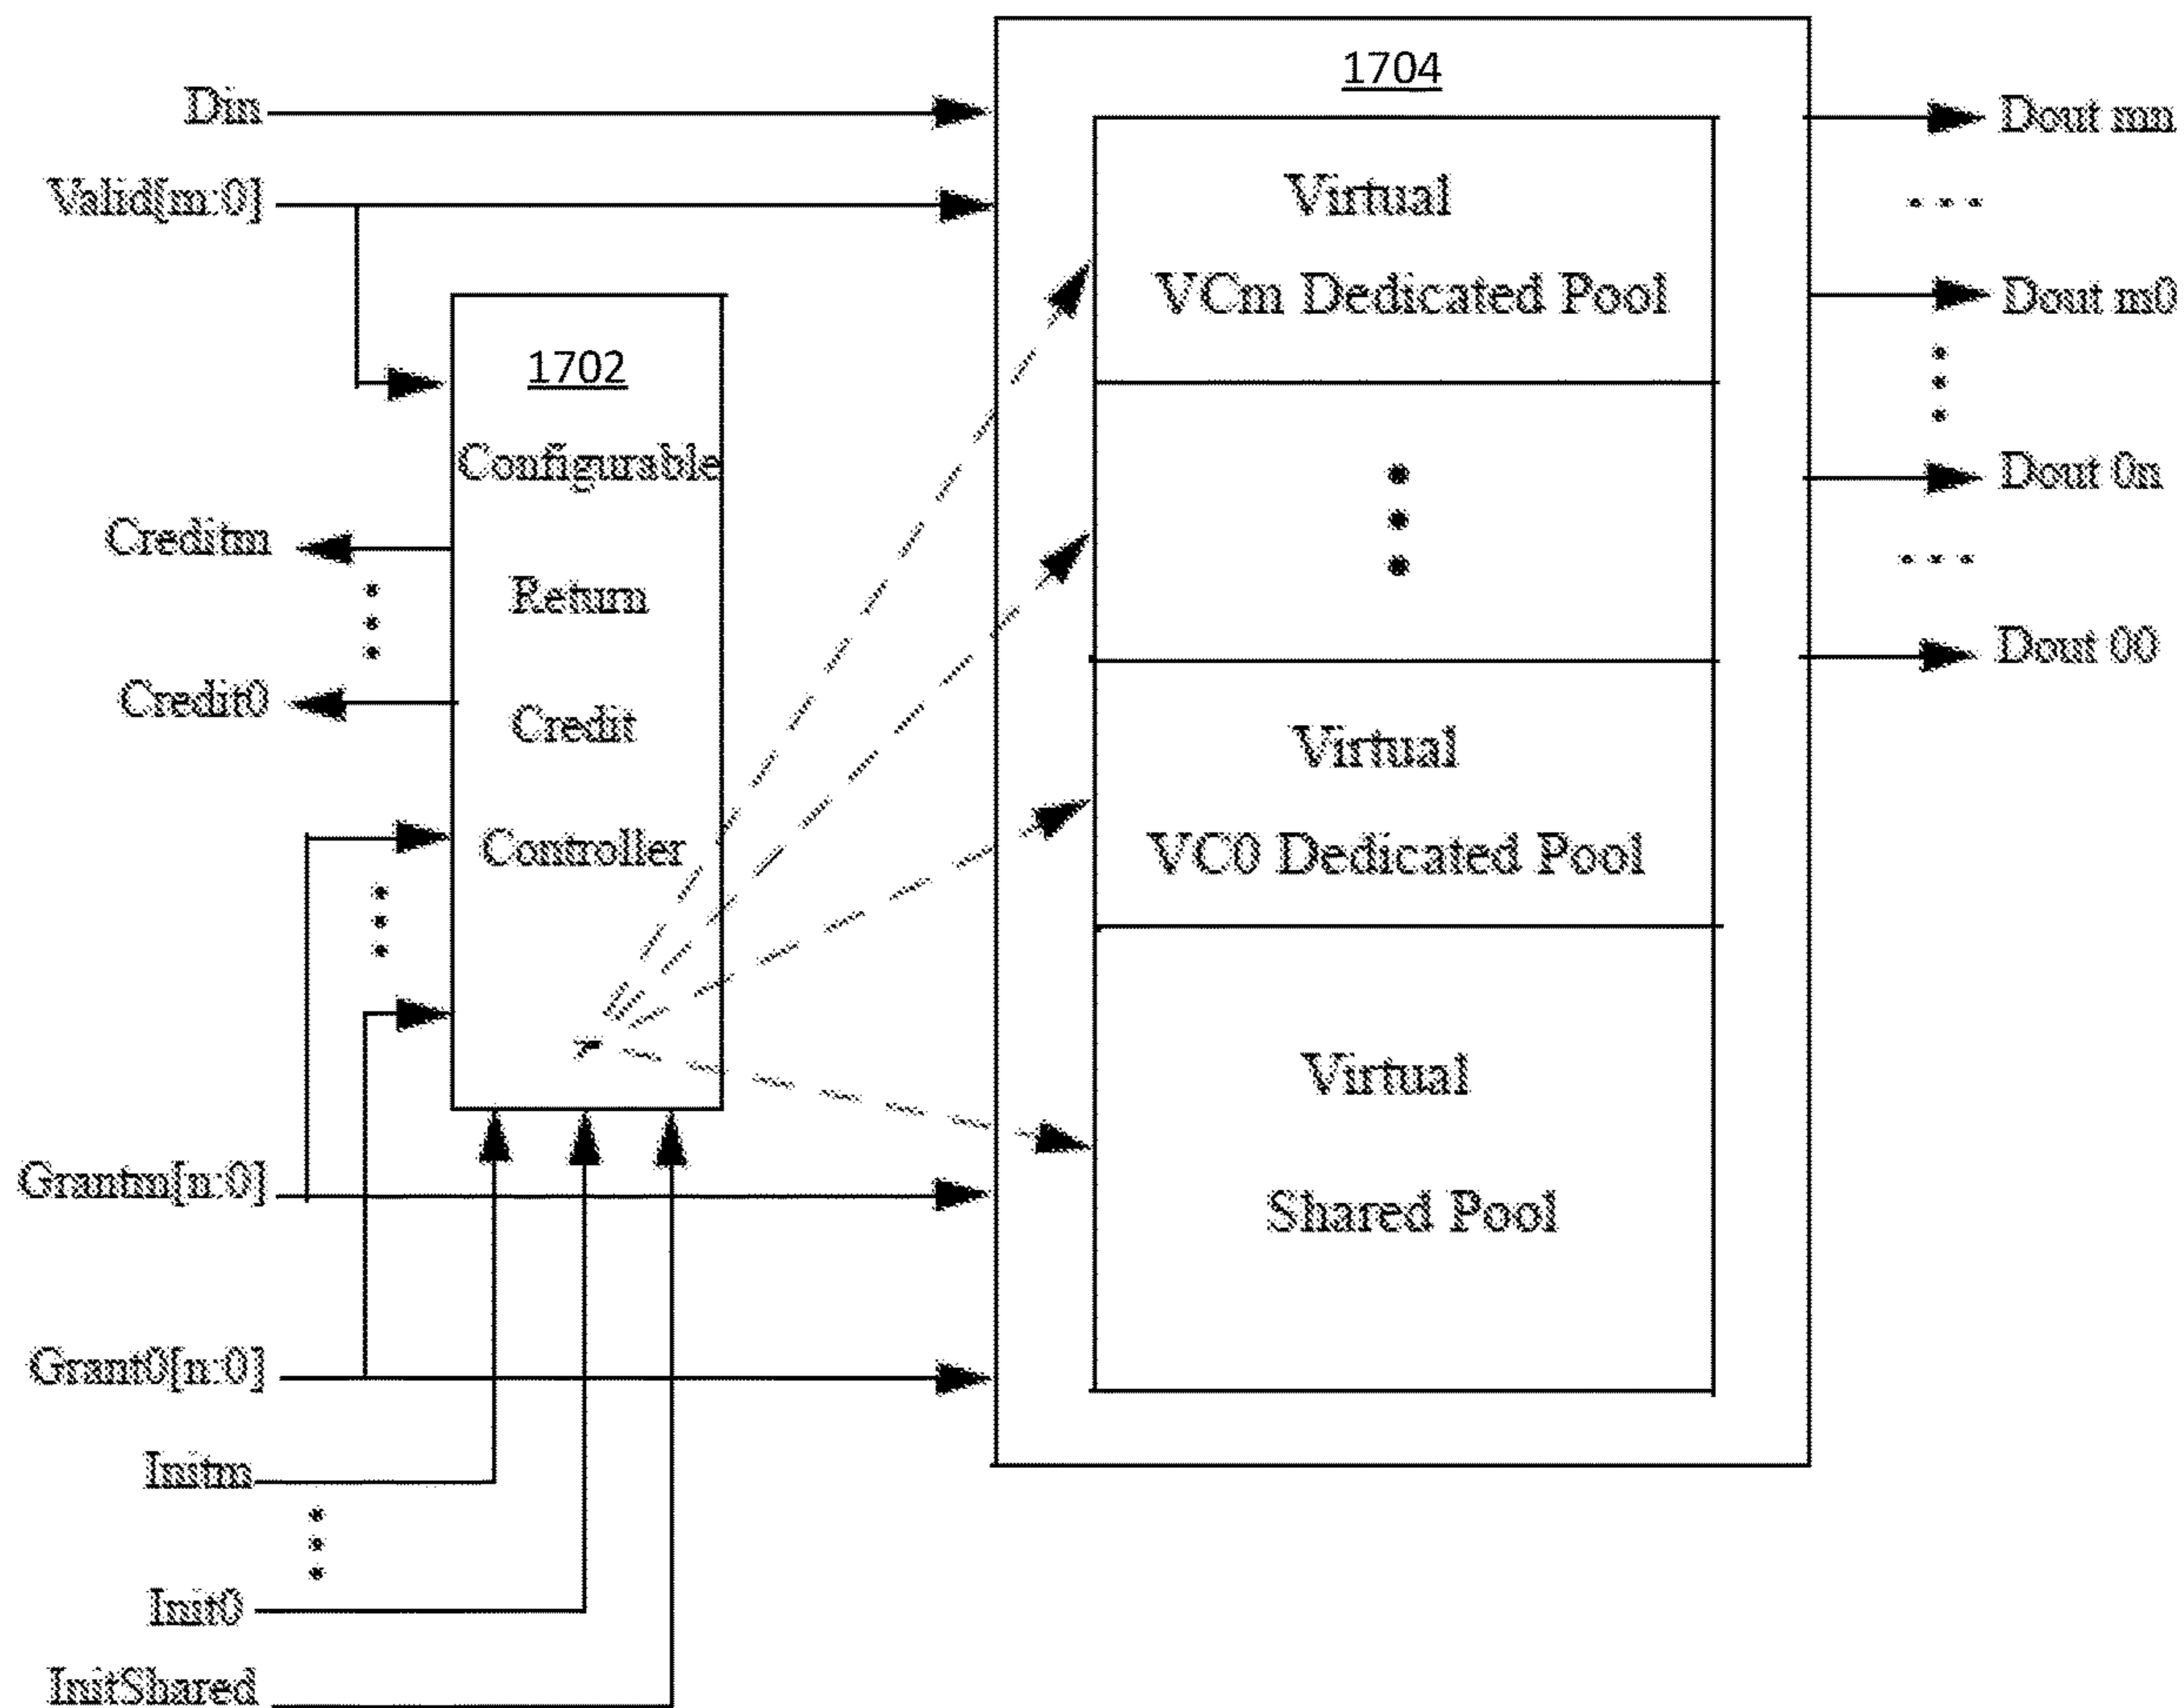 1704
Din
Valid[m:0]
1702
Configurable
Return
Credit
Controller
Creditm
Credit0
Grantm[n:0]
Grant0[n:0]
Initm
Init0
InitShared
Virtual
VCm Dedicated Pool
Virtual
VC0 Dedicated Pool
Virtual
Shared Pool
Dout mn
Dout m0
Dout 0n
Dout 00